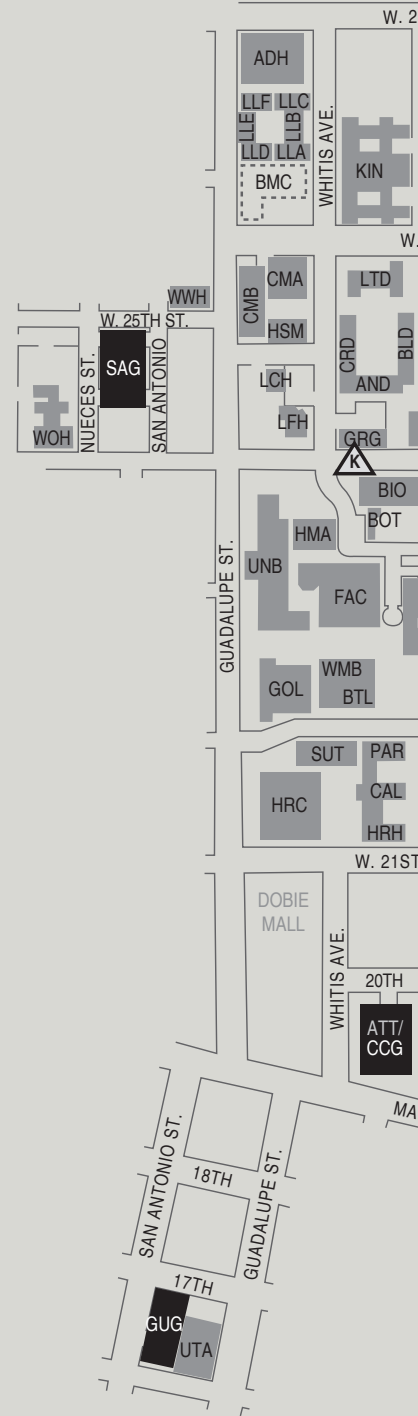 W. 2
ADH
LLF LLC
LLE
LLB
LLD LLA
BMC
WHITIS AVE.
KIN
W.
WWH
CMA
CMB
HSM
LTD
W. 25TH ST.
SAG
NUECES ST.
SAN ANTONIO
WOH
LCH
LFH
CRD
BLD
AND
GRG
K
BIO
BOT
HMA
UNB
FAC
GUADALUPE ST.
GOL
WMB
BTL
SUT
PAR
HRC
CAL
HRH
W. 21ST
DOBIE
MALL
WHITIS AVE.
20TH
ATT/
CCG
MA
SAN ANTONIO ST.
18TH
GUADALUPE ST.
17TH
GUG
UTA